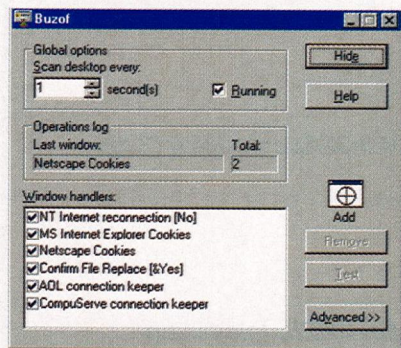 Buzof
Global options
Scan desktop every:
1 second(s)
Running
Hide
Help
Operations log
Last window: Total:
Netscape Cookies 2
Window handlers:
NT Internet reconnection [No]
MS Internet Explorer Cookies
Netscape Cookies
Confirm File Replace [&Yes]
AOL connection keeper
CompuServe connection keeper
Add
Remove
Test
Advanced >>